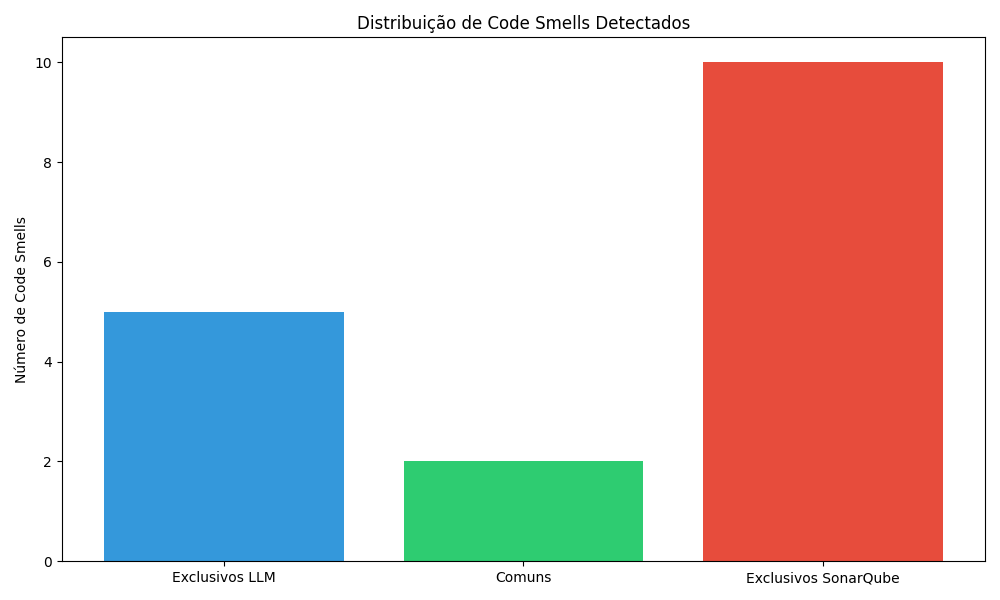 Distribuição de Code Smells Detectados
Número de Code Smells
10
8
6
4
2
0
Exclusivos LLM
Comuns
Exclusivos SonarQube